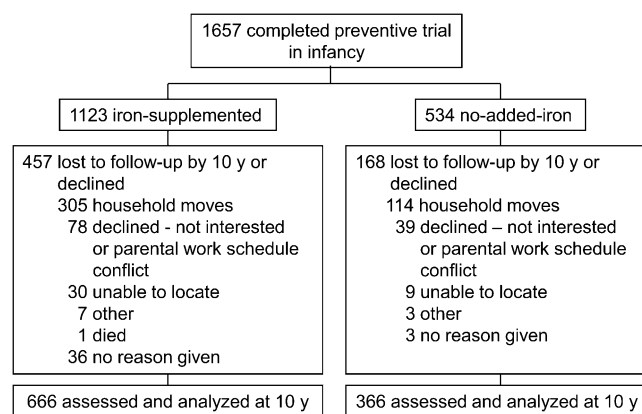 1657 completed preventive trial
in infancy
1123 iron-supplemented
534 no-added-iron
457 lost to follow-up by 10 y or
declined
305 household moves
78 declined - not interested
or parental work schedule
conflict
30 unable to locate
7 other
1 died
36 no reason given
168 lost to follow-up by 10 y or
declined
114 household moves
39 declined – not interested
or parental work schedule
conflict
9 unable to locate
3 other
3 no reason given
666 assessed and analyzed at 10 y
366 assessed and analyzed at 10 y